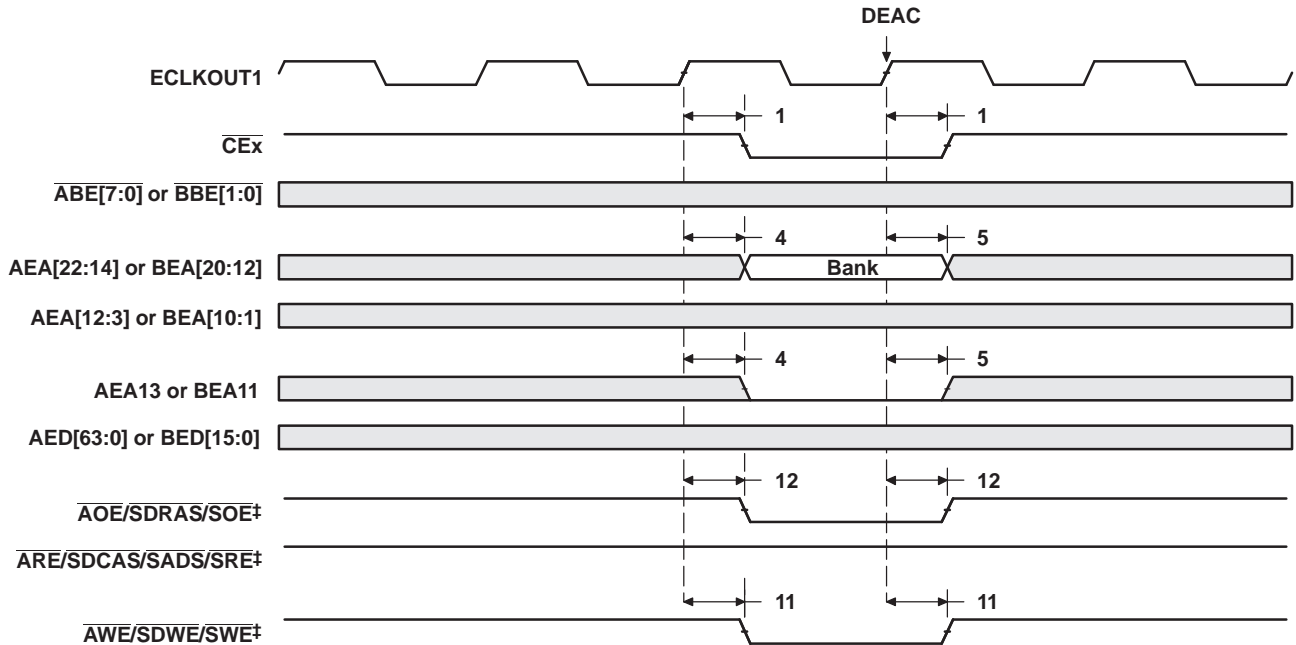 DEAC
ECLKOUT1
1 1
CEx
ABE[7:0] or BBE[1:0]
4 5
AEA[22:14] or BEA[20:12] Bank
AEA[12:3] or BEA[10:1]
4 5
AEA13 or BEA11
AED[63:0] or BED[15:0]
12 12
AOE/SDRAS/SOE‡
ARE/SDCAS/SADS/SRE‡
11 11
AWE/SDWE/SWE‡